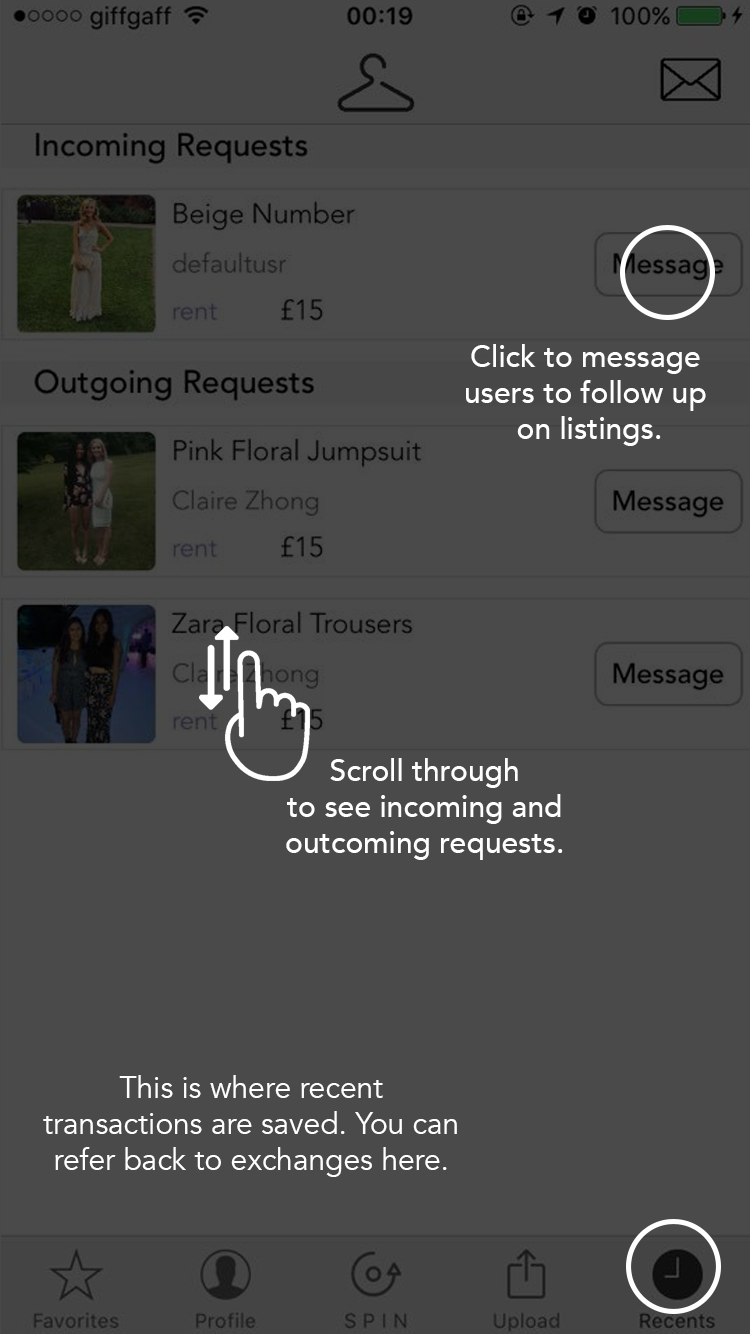 giffgaff 00:19 100%
Incoming Requests
Beige Number
defaultusr
Message
rent £15
Click to message
users to follow up
on listings.
Outgoing Requests
Pink Floral Jumpsuit
Claire Zhong
Message
rent £15
Zara Floral Trousers
Claire Zhong
Message
rent £15
Scroll through
to see incoming and
outcoming requests.
This is where recent
transactions are saved. You can
refer back to exchanges here.
Favorites Profile SPIN Upload Recents